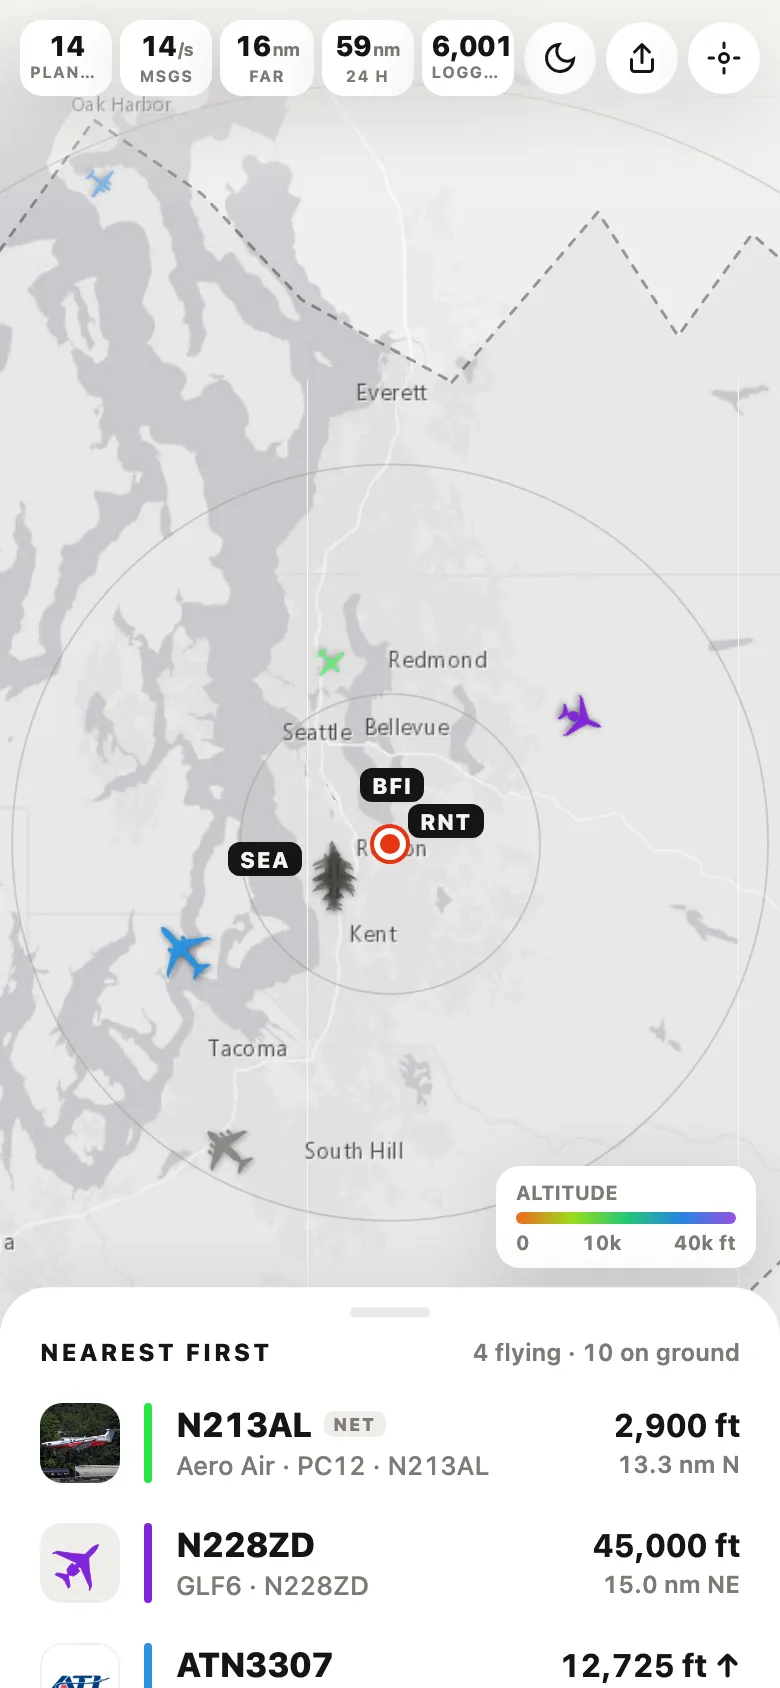 14 14/s 16nm 59nm 6,001
PLAN... MSGS FAR 24 H LOGG...
Oak Harbor
Everett
Redmond
Seattle Bellevue
BFI
RNT
SEA
Kent
Tacoma
South Hill
a
ALTITUDE
0 10k 40k ft
NEAREST FIRST 4 flying · 10 on ground
N213AL NET 2,900 ft
Aero Air · PC12 · N213AL 13.3 nm N
N228ZD 45,000 ft
GLF6 · N228ZD 15.0 nm NE
ATN3307 12,725 ft ↑